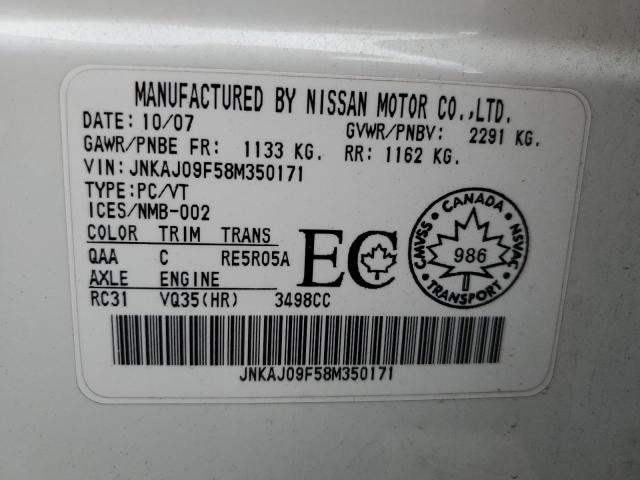 MANUFACTURED BY NISSAN MOTOR CO.,LTD.
DATE: 10/07 GVWR/PNBV: 2291 KG.
GAWR/PNBE FR: 1133 KG. RR: 1162 KG.
VIN: JNKAJ09F58M350171
TYPE: PC/VT
ICES/NMB-002
COLOR TRIM TRANS
QAA C RE5R05A
AXLE ENGINE
RC31 VQ35(HR) 3498CC
EC
CANADA
CMVSS 986 NSVAC
TRANSPORT
JNKAJ09F58M350171